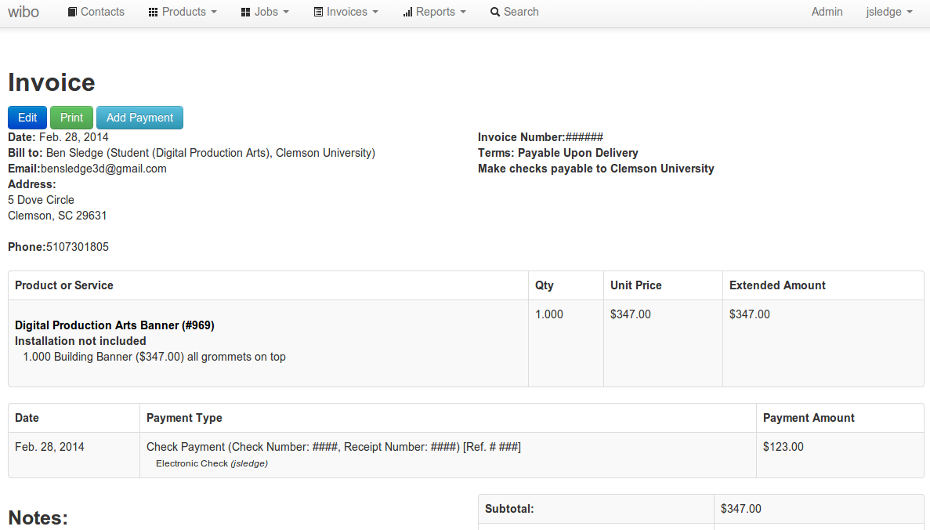 wibo Contacts Products Jobs Invoices Reports Search Admin jsledge
Invoice
Edit Print Add Payment
Date: Feb. 28, 2014
Bill to: Ben Sledge (Student (Digital Production Arts), Clemson University)
Email:bensledge3d@gmail.com
Address:
5 Dove Circle
Clemson, SC 29631
Phone:5107301805
Invoice Number:######
Terms: Payable Upon Delivery
Make checks payable to Clemson University
Product or Service Qty Unit Price Extended Amount
Digital Production Arts Banner (#969) 1.000 $347.00 $347.00
Installation not included
1.000 Building Banner ($347.00) all grommets on top
Date Payment Type Payment Amount
Feb. 28, 2014 Check Payment (Check Number: ####, Receipt Number: ####) [Ref. # ###] $123.00
Electronic Check (jsledge)
Notes:
Subtotal: $347.00